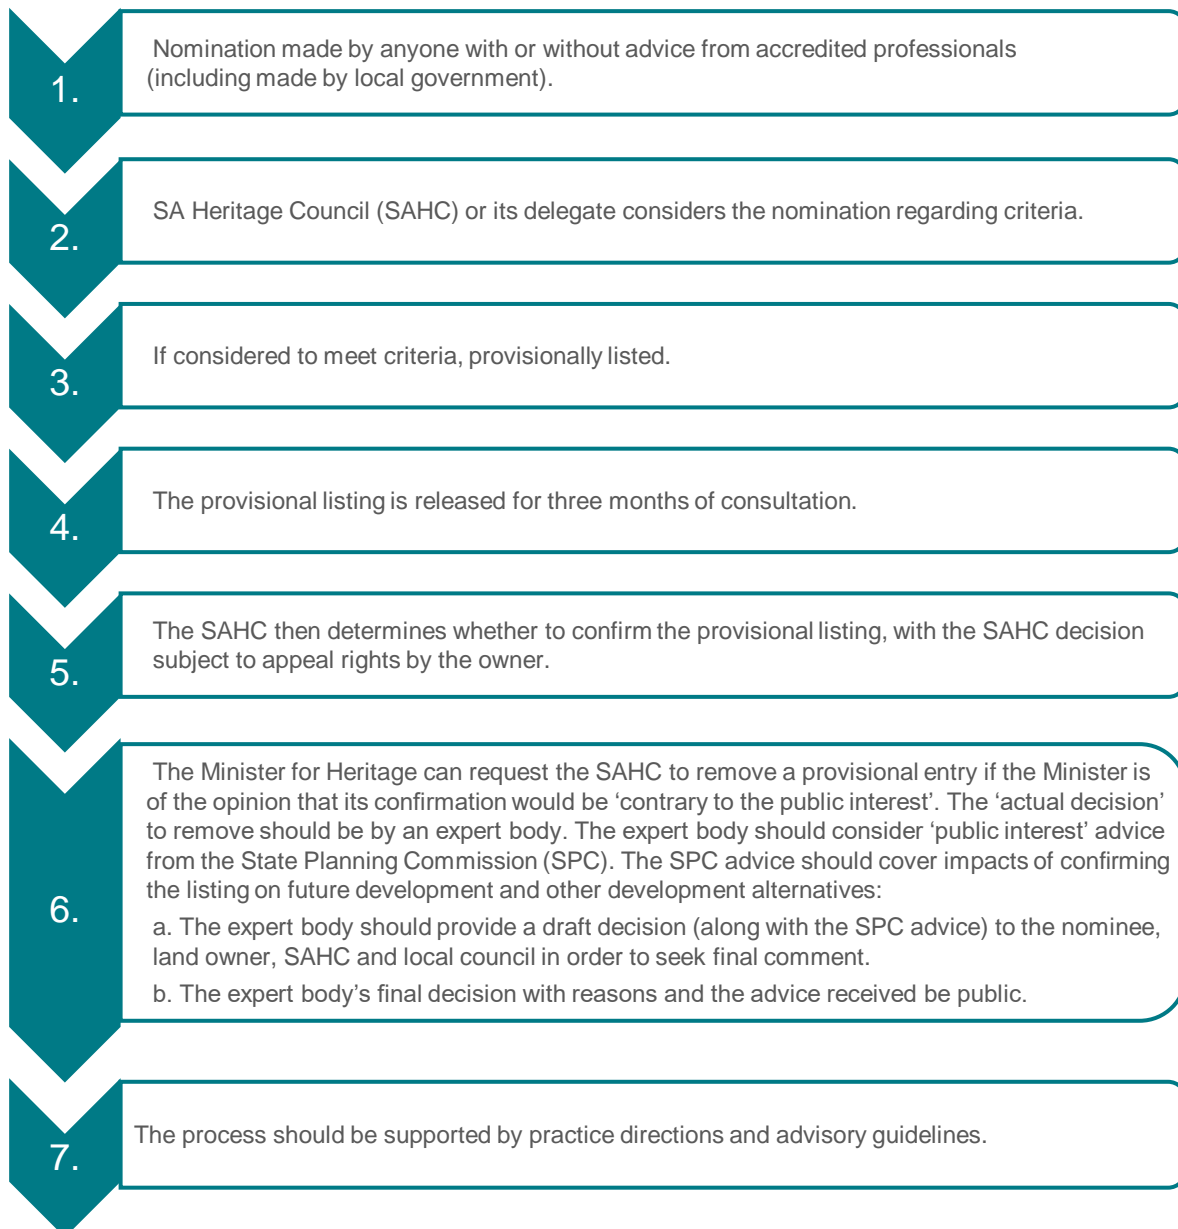 1.
Nomination made by anyone with or without advice from accredited professionals
(including made by local government).
2.
SA Heritage Council (SAHC) or its delegate considers the nomination regarding criteria.
3.
If considered to meet criteria, provisionally listed.
4.
The provisional listing is released for three months of consultation.
5.
The SAHC then determines whether to confirm the provisional listing, with the SAHC decision
subject to appeal rights by the owner.
6.
The Minister for Heritage can request the SAHC to remove a provisional entry if the Minister is
of the opinion that its confirmation would be ‘contrary to the public interest’. The ‘actual decision’
to remove should be by an expert body. The expert body should consider ‘public interest’ advice
from the State Planning Commission (SPC). The SPC advice should cover impacts of confirming
the listing on future development and other development alternatives:
a. The expert body should provide a draft decision (along with the SPC advice) to the nominee,
land owner, SAHC and local council in order to seek final comment.
b. The expert body’s final decision with reasons and the advice received be public.
7.
The process should be supported by practice directions and advisory guidelines.